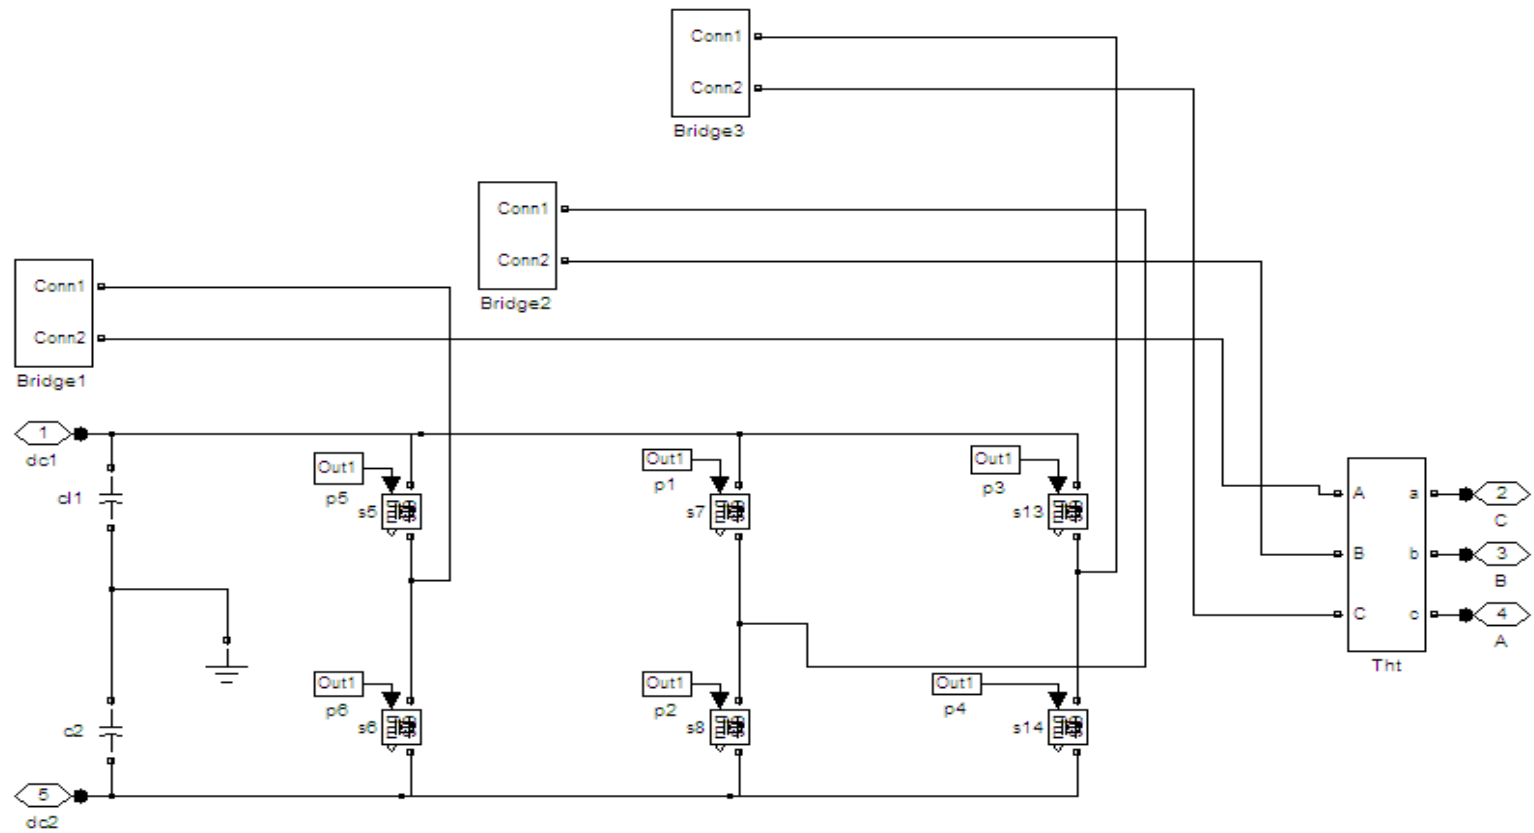 Conn1
Conn2
Bridge3
Conn1
Conn2
Bridge2
Conn1
Conn2
Bridge1
1
dc1
cl1
Out1
p5
s5
Out1
p1
s7
Out1
p3
s13
A a
B b
C c
Tht
2
C
3
B
4
A
c2
Out1
p6
s6
Out1
p2
s8
Out1
p4
s14
5
dc2